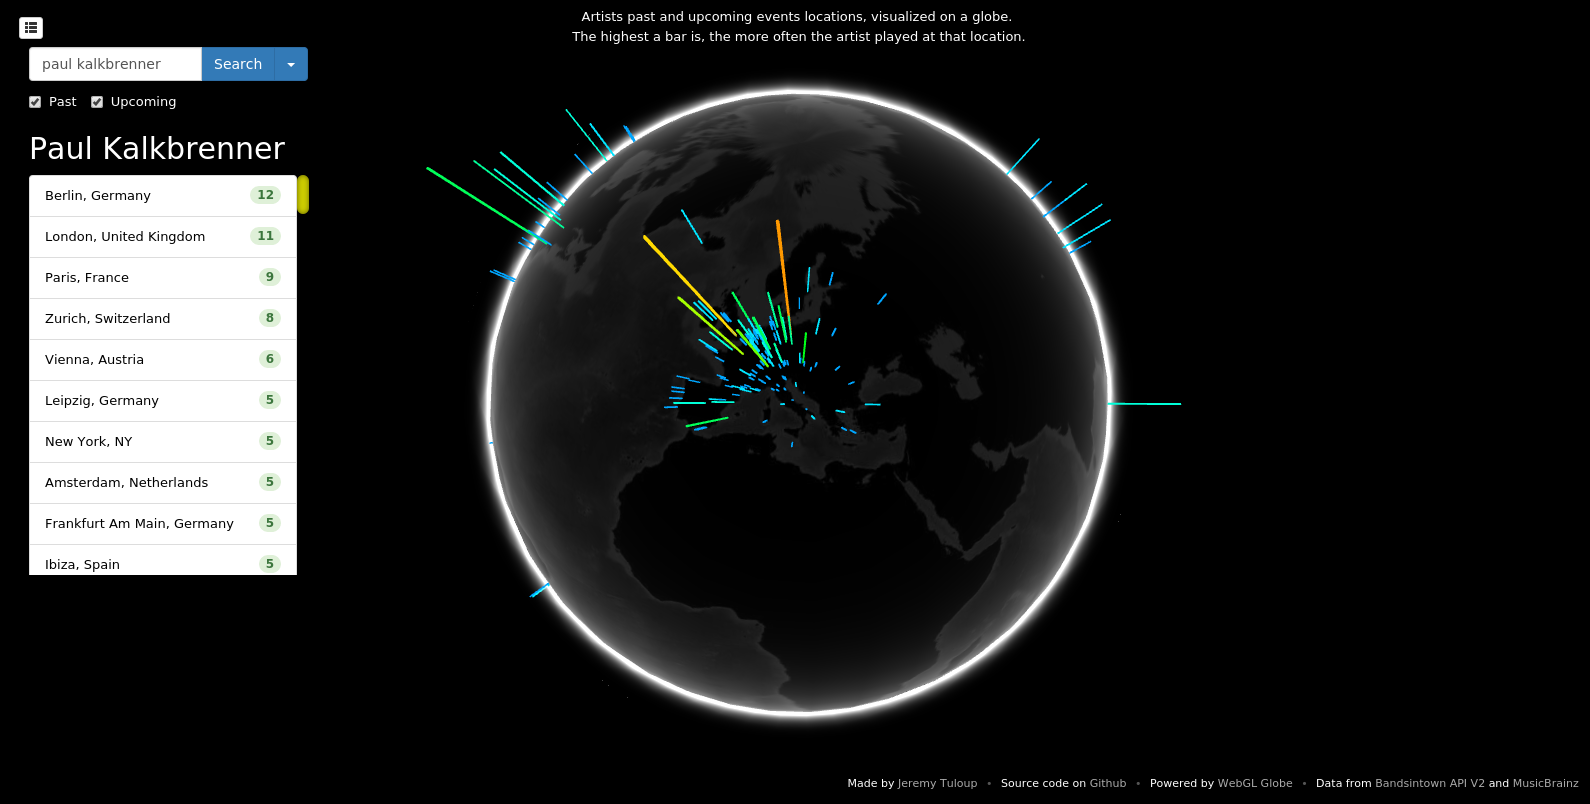 Artists past and upcoming events locations, visualized on a globe.
The highest a bar is, the more often the artist played at that location.
paul kalkbrenner Search
Past Upcoming
Paul Kalkbrenner
Berlin, Germany 12
London, United Kingdom 11
Paris, France 9
Zurich, Switzerland 8
Vienna, Austria 6
Leipzig, Germany 5
New York, NY 5
Amsterdam, Netherlands 5
Frankfurt Am Main, Germany 5
Ibiza, Spain 5
Made by Jeremy Tuloup • Source code on Github • Powered by WebGL Globe • Data from Bandsintown API V2 and MusicBrainz